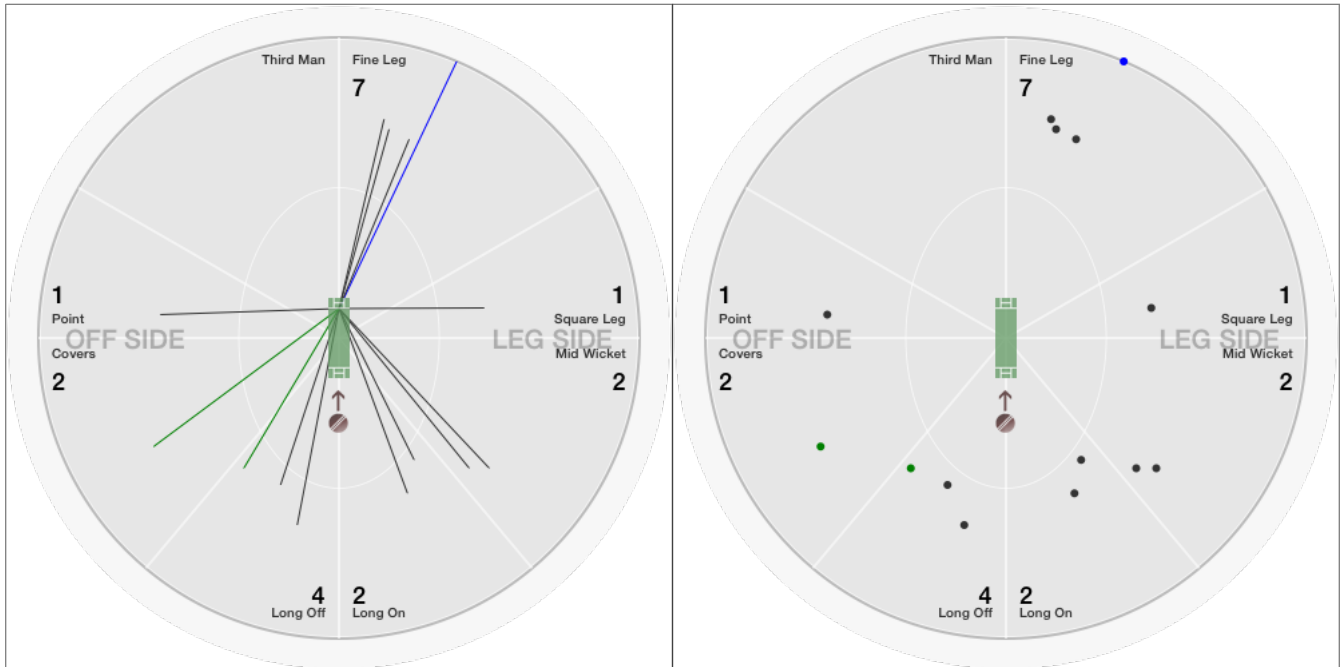 Third Man Fine Leg
7
1 1
Point Square Leg
OFF SIDE LEG SIDE
Covers Mid Wicket
2 2
4 2
Long Off Long On
Third Man Fine Leg
7
1 1
Point Square Leg
OFF SIDE LEG SIDE
Covers Mid Wicket
2 2
4 2
Long Off Long On